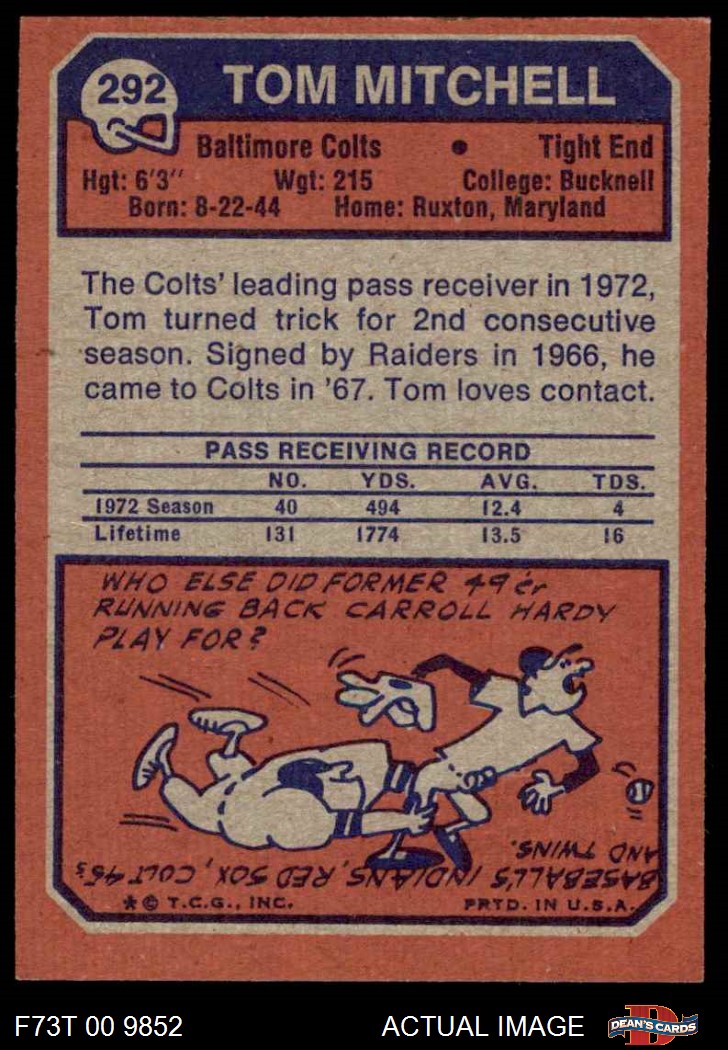 292
TOM MITCHELL
Baltimore Colts • Tight End
Hgt: 6'3" Wgt: 215 College: Bucknell
Born: 8-22-44 Home: Ruxton, Maryland
The Colts' leading pass receiver in 1972,
Tom turned trick for 2nd consecutive
season. Signed by Raiders in 1966, he
came to Colts in '67. Tom loves contact.
PASS RECEIVING RECORD
NO. YDS. AVG. TDS.
1972 Season 40 494 12.4 4
Lifetime 131 1774 13.5 16
WHO ELSE DID FORMER 49 er
RUNNING BACK CARROLL HARDY
PLAY FOR?
BASEBALL'S INDIANS, RED SOX, COLT 45s
AND TWINS.
* © T.C.G., INC. PRTD. IN U.S.A.
F73T 00 9852 ACTUAL IMAGE
D
DEAN'S CARDS